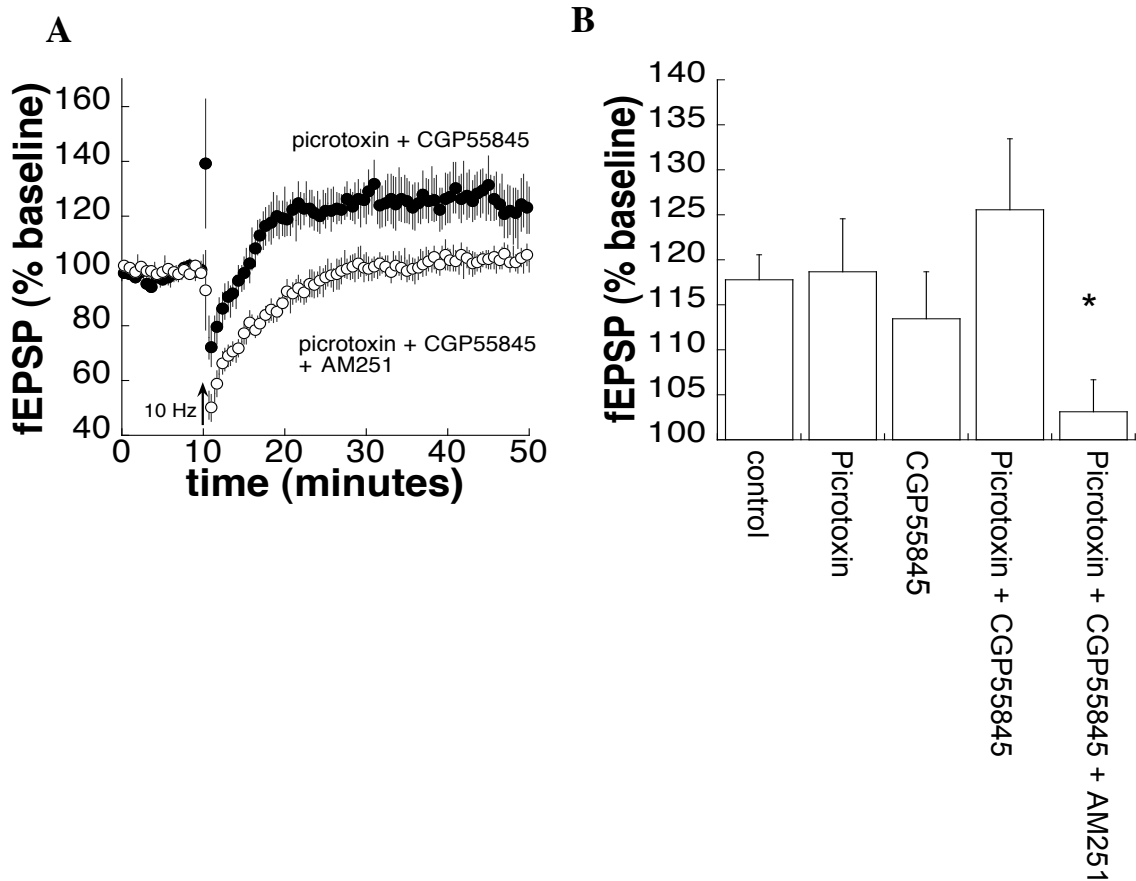 A
fEPSP (% baseline)
160
140
120
100
80
60
40
picrotoxin + CGP55845
picrotoxin + CGP55845
+ AM251
10 Hz
0
10
20
30
40
50
time (minutes)
B
fEPSP (% baseline)
140
135
130
125
120
115
110
105
100
*
control
Picrotoxin
CGP55845
Picrotoxin + CGP55845
Picrotoxin + CGP55845 + AM251